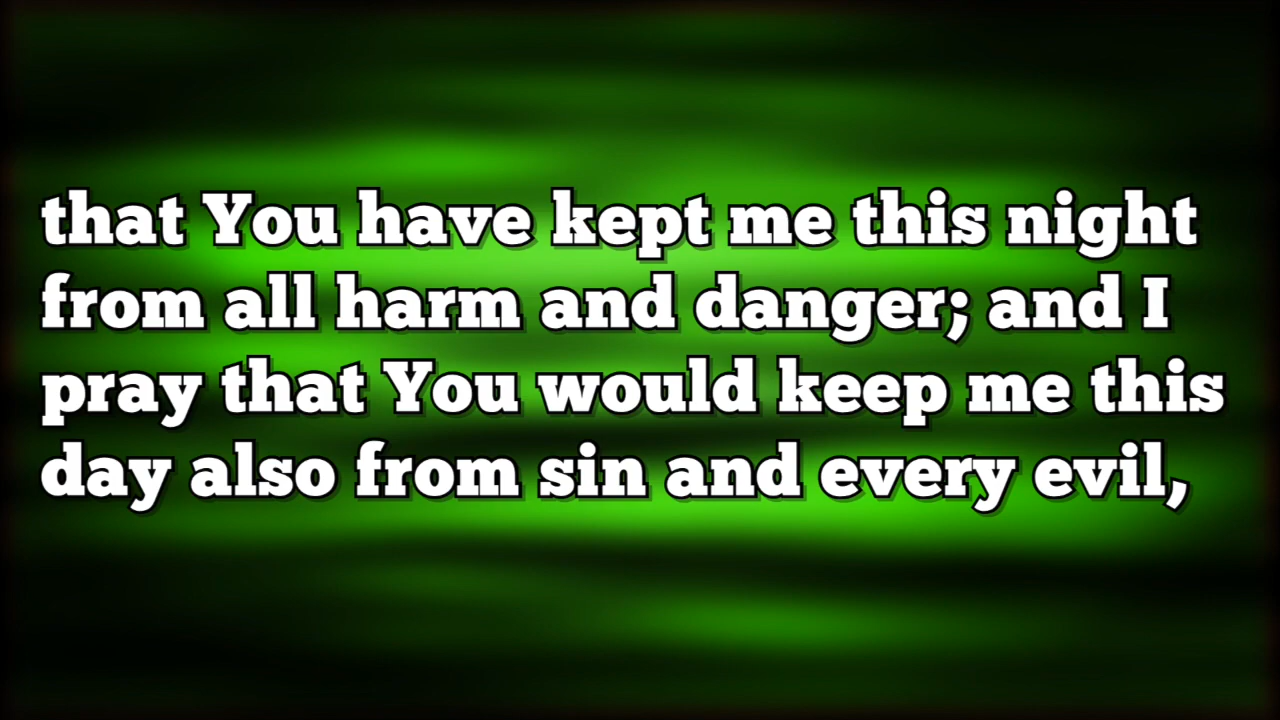 that You have kept me this night
from all harm and danger; and I
pray that You would keep me this
day also from sin and every evil,